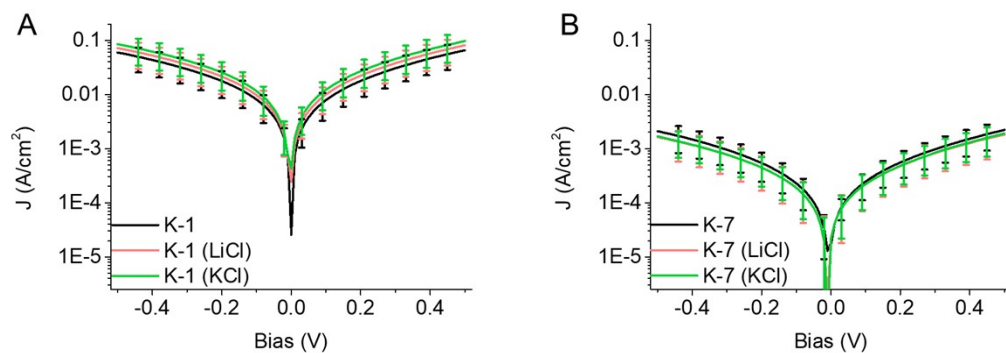 A
J (A/cm²)
0.1
0.01
1E-3
1E-4
1E-5
K-1
K-1 (LiCl)
K-1 (KCl)
-0.4 -0.2 0.0 0.2 0.4
Bias (V)
B
J (A/cm²)
0.1
0.01
1E-3
1E-4
1E-5
K-7
K-7 (LiCl)
K-7 (KCl)
-0.4 -0.2 0.0 0.2 0.4
Bias (V)